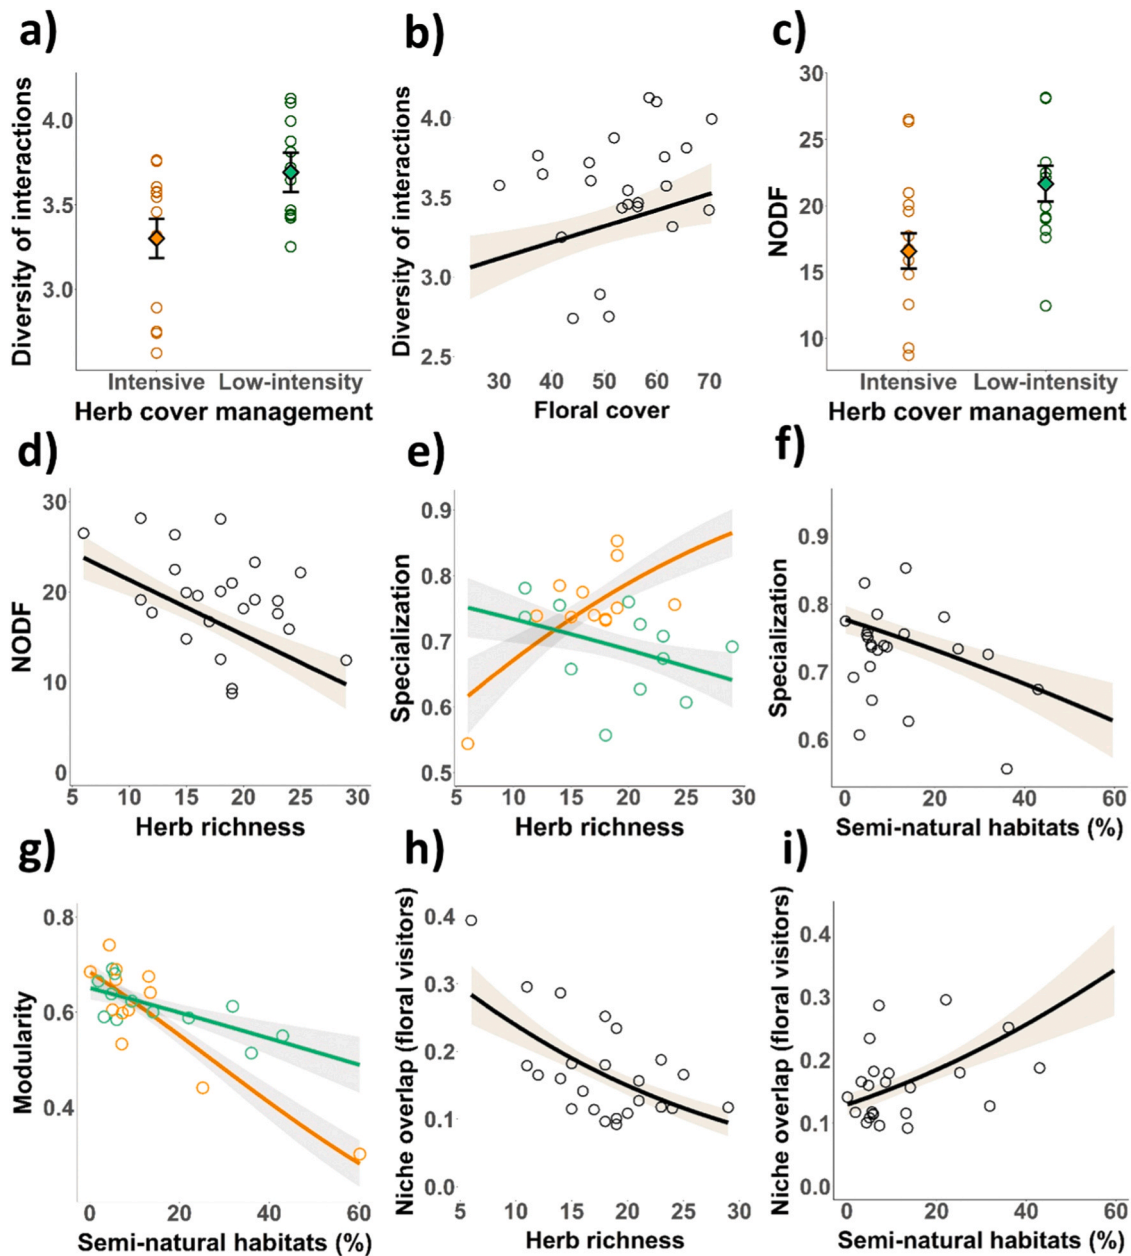 a)
Diversity of interactions
4.0
3.5
3.0
Intensive Low-intensity
Herb cover management
b)
Diversity of interactions
4.0
3.5
3.0
2.5
30 40 50 60 70
Floral cover
c)
NODF
30
25
20
15
10
Intensive Low-intensity
Herb cover management
d)
NODF
30
20
10
0
5 10 15 20 25 30
Herb richness
e)
Specialization
0.9
0.8
0.7
0.6
0.5
5 10 15 20 25 30
Herb richness
f)
Specialization
0.9
0.8
0.7
0.6
0 20 40 60
Semi-natural habitats (%)
g)
Modularity
0.8
0.6
0.4
0 20 40 60
Semi-natural habitats (%)
h)
Niche overlap (floral visitors)
0.4
0.3
0.2
0.1
0.0
5 10 15 20 25 30
Herb richness
i)
Niche overlap (floral visitors)
0.4
0.3
0.2
0.1
0.0
0 20 40 60
Semi-natural habitats (%)